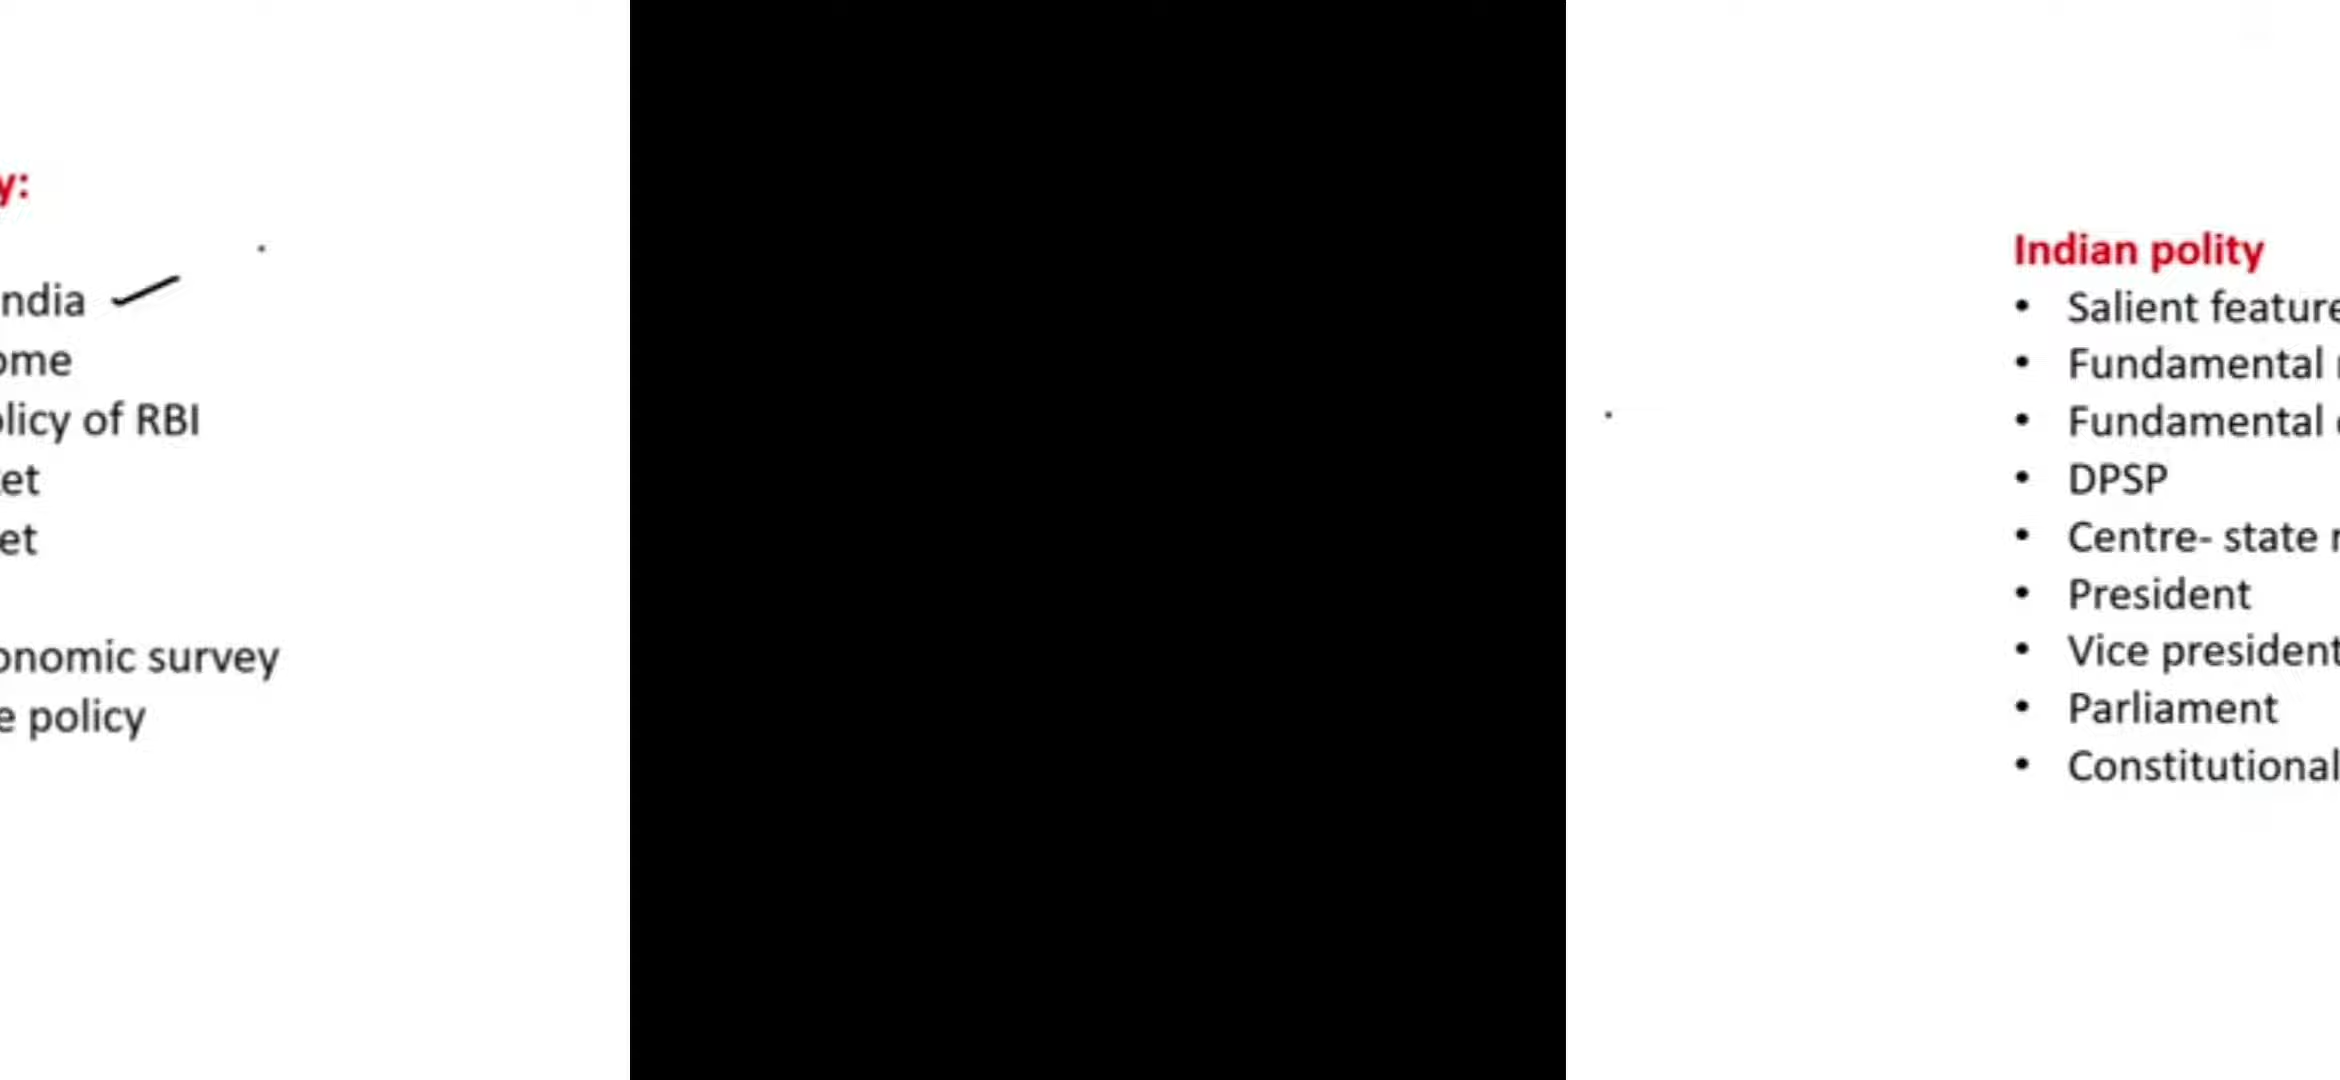 y:
ndia
ome
olicy of RBI
et
et
onomic survey
e policy
Indian polity
• Salient feature
• Fundamental
• Fundamental
• DPSP
• Centre- state
• President
• Vice president
• Parliament
• Constitutional